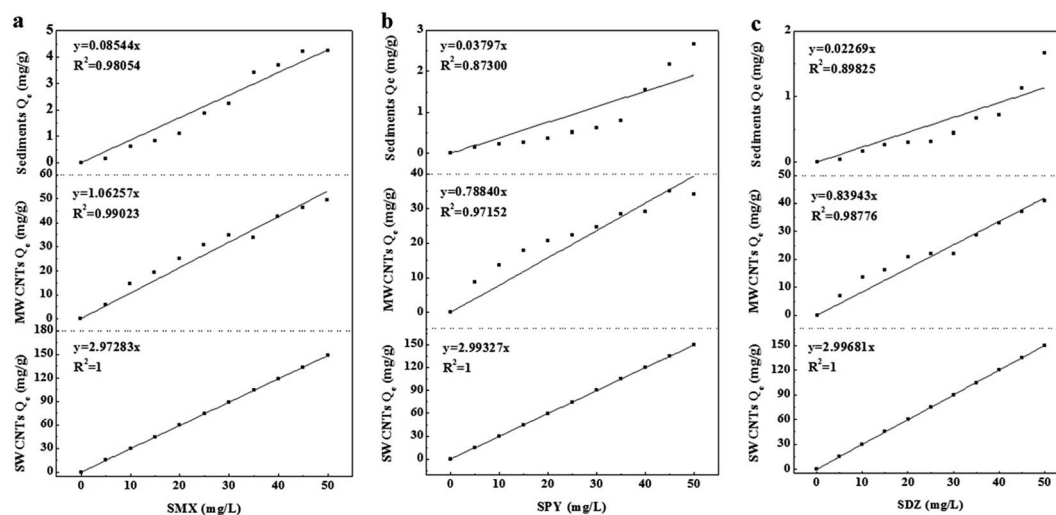 a
5
4
3
2
1
0
Sediments Qe (mg/g)
y=0.08544x
R²=0.98054
60
50
40
30
20
10
0
MWCNTs Qe (mg/g)
y=1.06257x
R²=0.99023
180
150
120
90
60
30
0
SWCNTs Qe (mg/g)
y=2.97283x
R²=1
0 10 20 30 40 50
SMX (mg/L)
b
3
2
1
0
Sediments Qe (mg/g)
y=0.03797x
R²=0.87300
40
30
20
10
0
MWCNTs Qe (mg/g)
y=0.78840x
R²=0.97152
150
120
90
60
30
0
SWCNTs Qe (mg/g)
y=2.99327x
R²=1
0 10 20 30 40 50
SPY (mg/L)
c
2
1
0
Sediments Qe (mg/g)
y=0.02269x
R²=0.89825
50
40
30
20
10
0
MWCNTs Qe (mg/g)
y=0.83943x
R²=0.98776
150
120
90
60
30
0
SWCNTs Qe (mg/g)
y=2.99681x
R²=1
0 10 20 30 40 50
SDZ (mg/L)